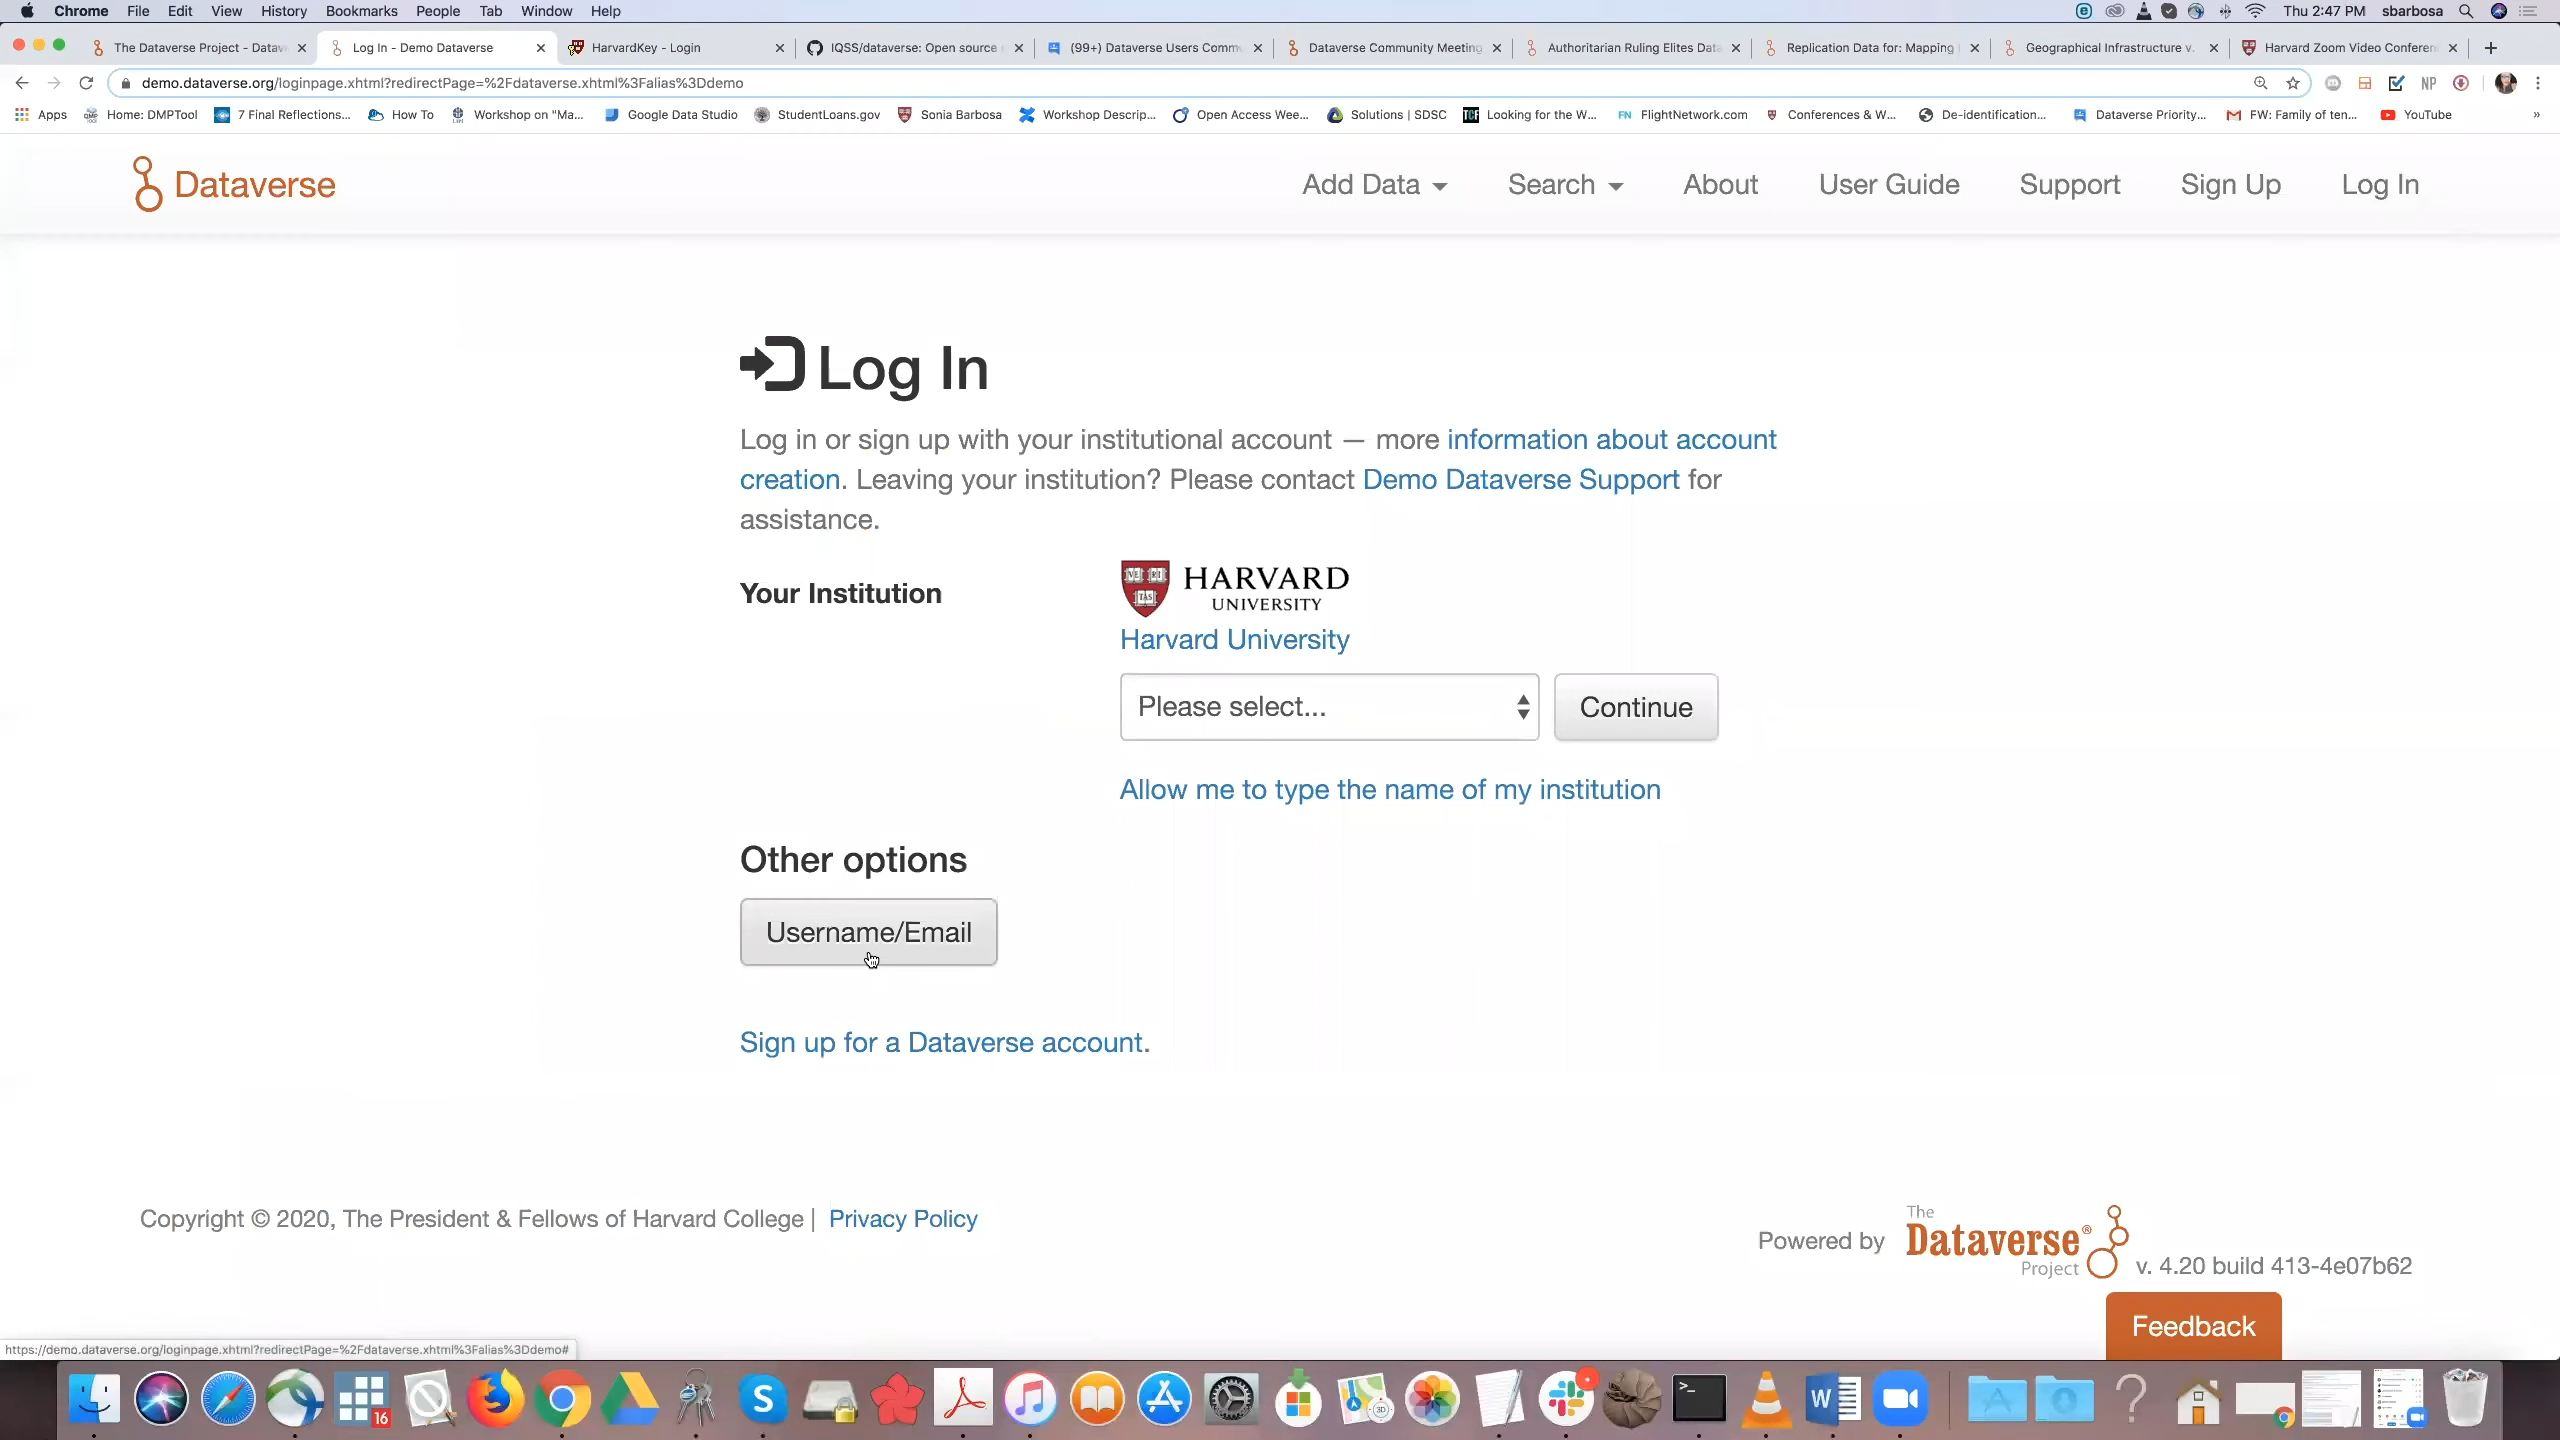 Chrome File Edit View History Bookmarks People Tab Window Help Thu 2:47 PM sbarbosa
The Dataverse Project - Datav Log In - Demo Dataverse HarvardKey - Login IQSS/dataverse: Open source (99+) Dataverse Users Comm Dataverse Community Meeting Authoritarian Ruling Elites Data Replication Data for: Mapping Geographical Infrastructure v. Harvard Zoom Video Conferen
demo.dataverse.org/loginpage.xhtml?redirectPage=%2Fdataverse.xhtml%3Falias%3Ddemo NP
Apps Home: DMPTool 7 Final Reflections... How To Workshop on "Ma... Google Data Studio StudentLoans.gov Sonia Barbosa Workshop Descrip... Open Access Wee... Solutions | SDSC Looking for the W... FN FlightNetwork.com Conferences & W... De-identification... Dataverse Priority... FW: Family of ten... YouTube »
Dataverse Add Data Search About User Guide Support Sign Up Log In
Log In
Log in or sign up with your institutional account — more information about account
creation. Leaving your institution? Please contact Demo Dataverse Support for
assistance.
Your Institution
HARVARD
UNIVERSITY
Harvard University
Please select... Continue
Allow me to type the name of my institution
Other options
Username/Email
Sign up for a Dataverse account.
Copyright © 2020, The President & Fellows of Harvard College | Privacy Policy
Powered by The Dataverse® Project v. 4.20 build 413-4e07b62
Feedback
https://demo.dataverse.org/loginpage.xhtml?redirectPage=%2Fdataverse.xhtml%3Falias%3Ddemo#
16